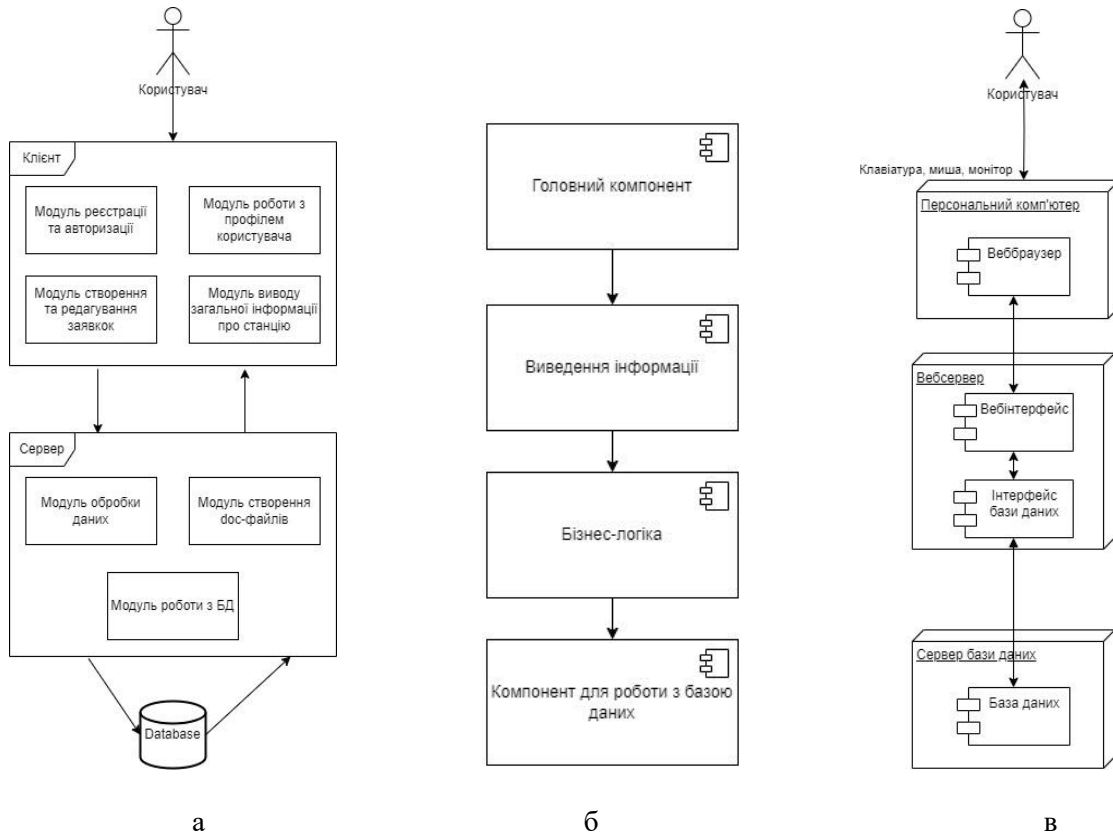 Користувач
Клієнт
Модуль реєстрації
та авторизації
Модуль роботи з
профілем
користувача
Модуль створення
та редагування
заявкок
Модуль виводу
загальної інформації
про станцію
Сервер
Модуль обробки
даних
Модуль створення
doc-файлів
Модуль роботи з БД
Database
а
Головний компонент
Виведення інформації
Бізнес-логіка
Компонент для роботи з базою
даних
б
Користувач
Клавіатура, миша, монітор
Персональний комп'ютер
Веббраузер
Вебсервер
Вебінтерфейс
Інтерфейс
бази даних
Сервер бази даних
База даних
в